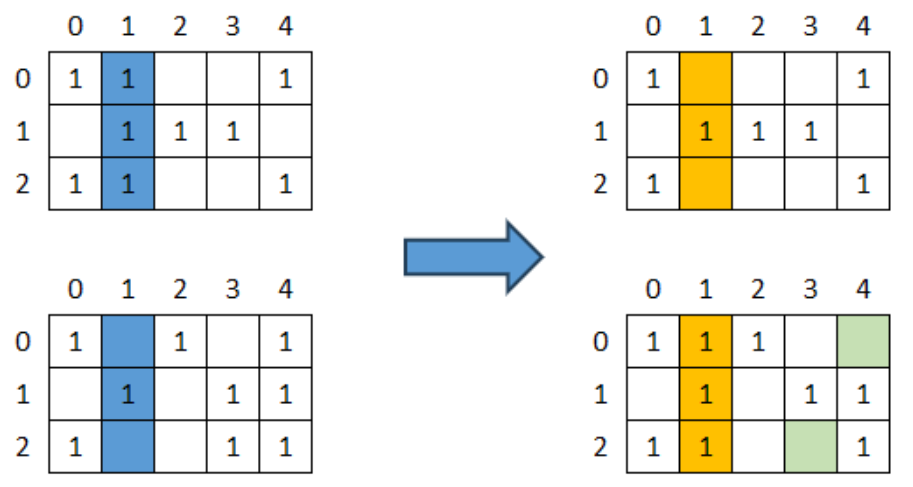 0 1 2 3 4 0 1 2 3 4
0 1 1 1 0 1 1
1 1 1 1 1 1 1 1
2 1 1 1 2 1 1
0 1 2 3 4 0 1 2 3 4
0 1 1 1 0 1 1 1
1 1 1 1 1 1 1 1
2 1 1 1 2 1 1 1